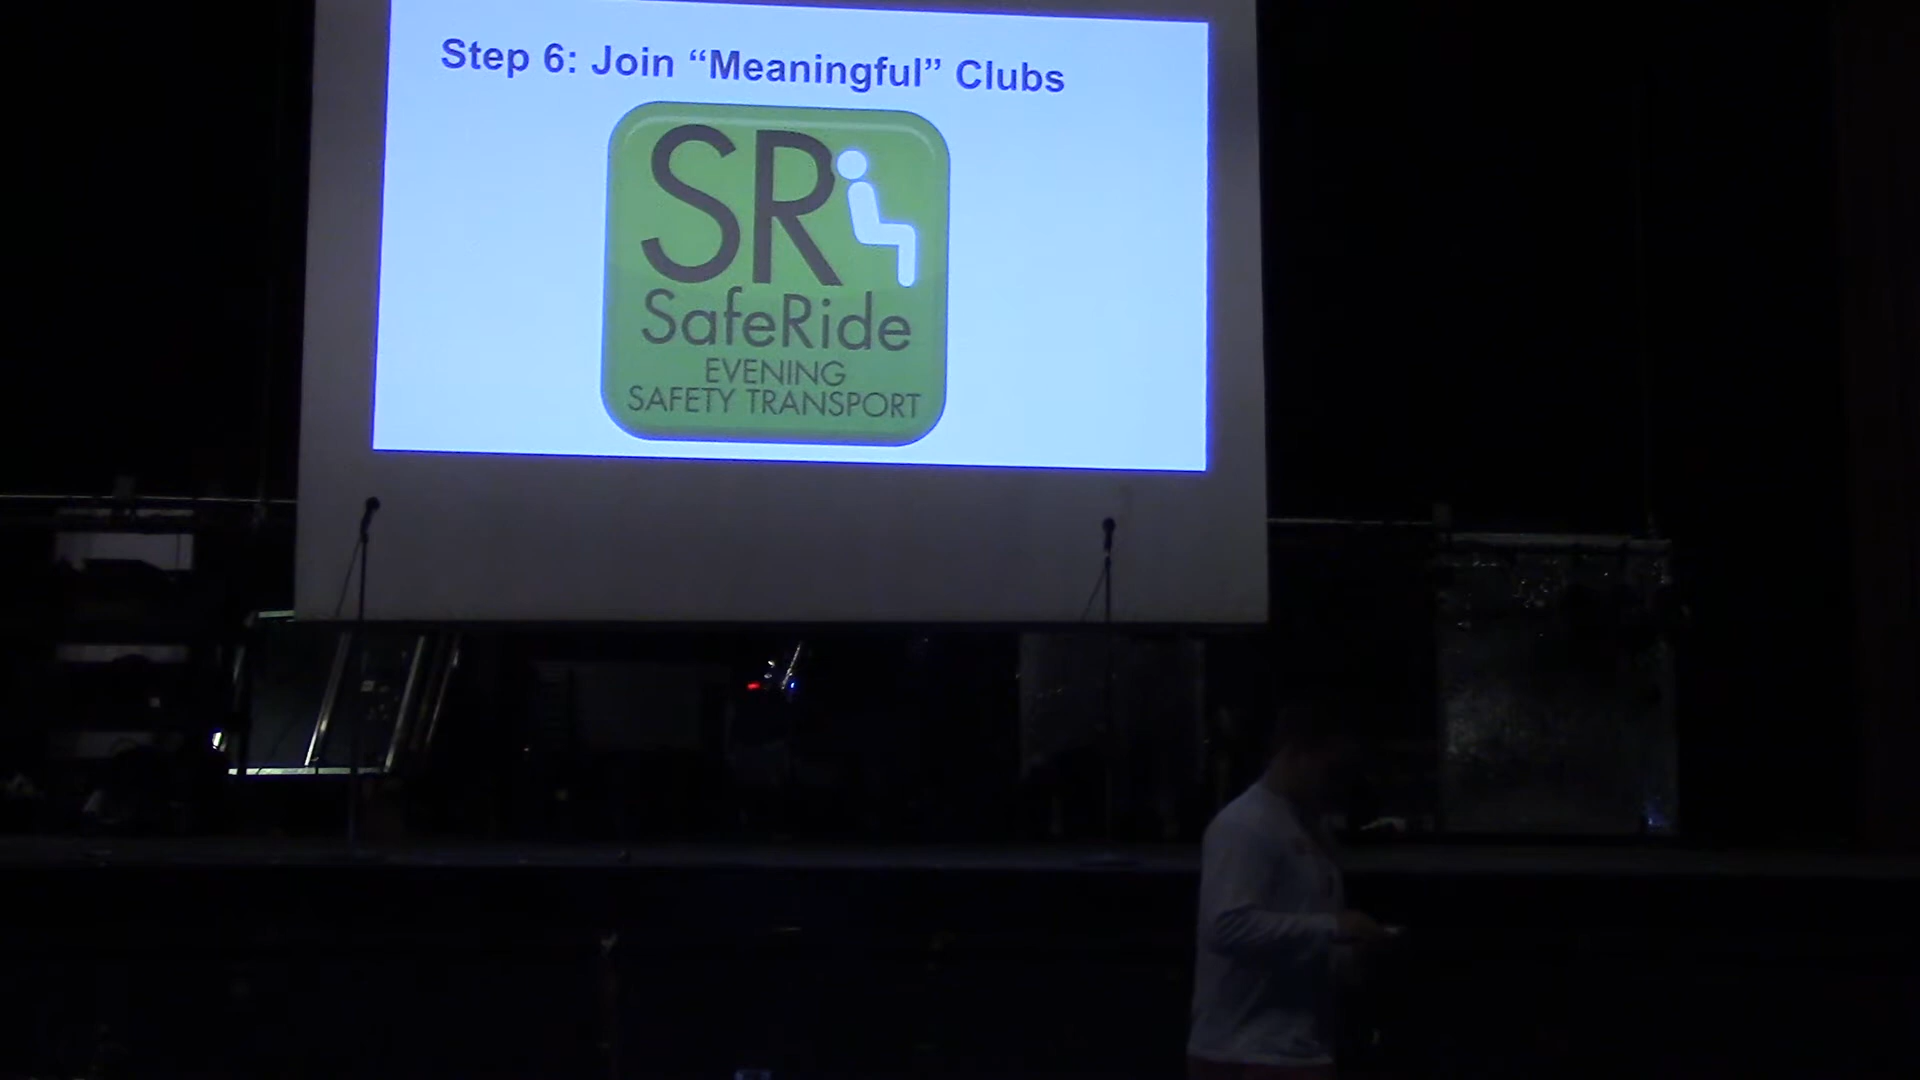 Step 6: Join “Meaningful” Clubs
SR
SafeRide
EVENING
SAFETY TRANSPORT